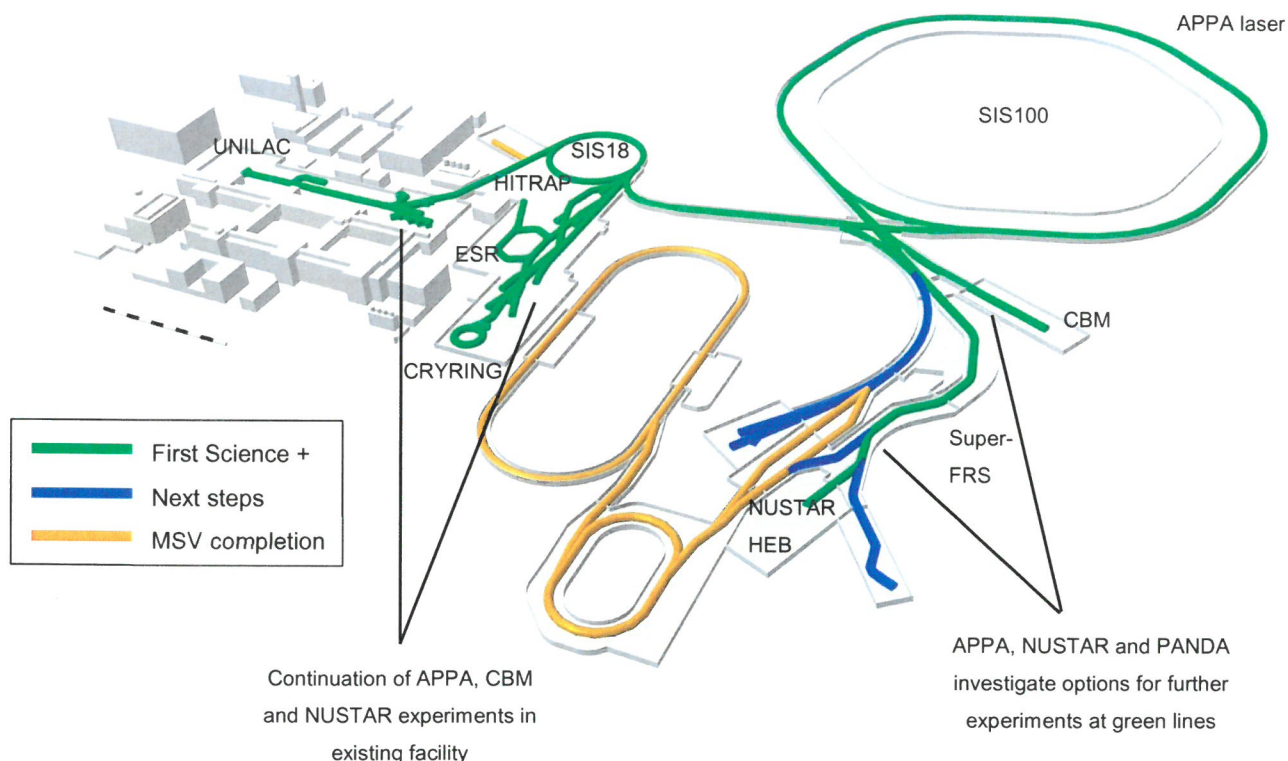 APPA laser
SIS100
SIS18
UNILAC
HITRAP
ESR
CBM
CRYRING
First Science +
Next steps
MSV completion
Super-
FRS
NUSTAR
HEB
Continuation of APPA, CBM
and NUSTAR experiments in
existing facility
APPA, NUSTAR and PANDA
investigate options for further
experiments at green lines